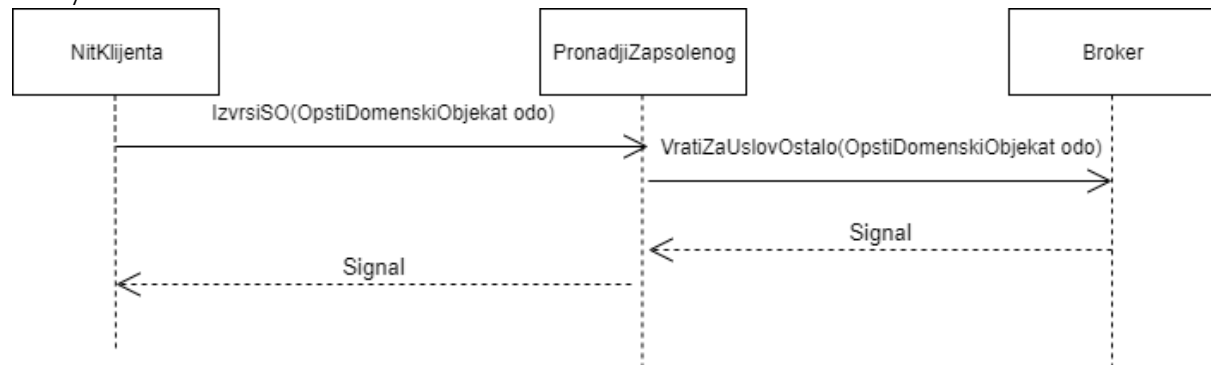 NitKlijenta
PronadjiZapsolenog
Broker
IzvrsiSO(OpstiDomenskiObjekat odo)
VratiZaUslovOstalo(OpstiDomenskiObjekat odo)
Signal
Signal